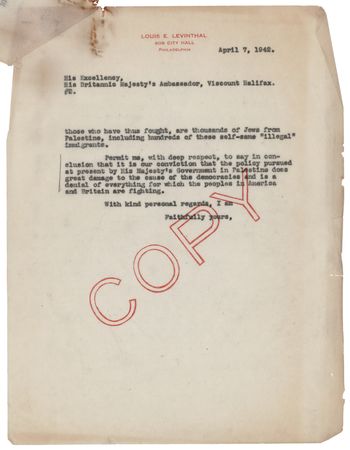 LOUIS E. LEVINTHAL
608 CITY HALL
PHILADELPHIA
April 7, 1942.
His Excellency,
His Britannic Majesty's Ambassador, Viscount Halifax.
#2.
those who have thus fought, are thousands of Jews from
Palestine, including hundreds of these self-same "illegal"
immigrants.
Permit me, with deep respect, to say in con-
clusion that it is our conviction that the policy pursued
at present by His Majesty's Government in Palestine does
great damage to the cause of the democracies and is a
denial of everything for which the peoples in America
and Britain are fighting.
With kind personal regards, I am
Faithfully yours,
COPY